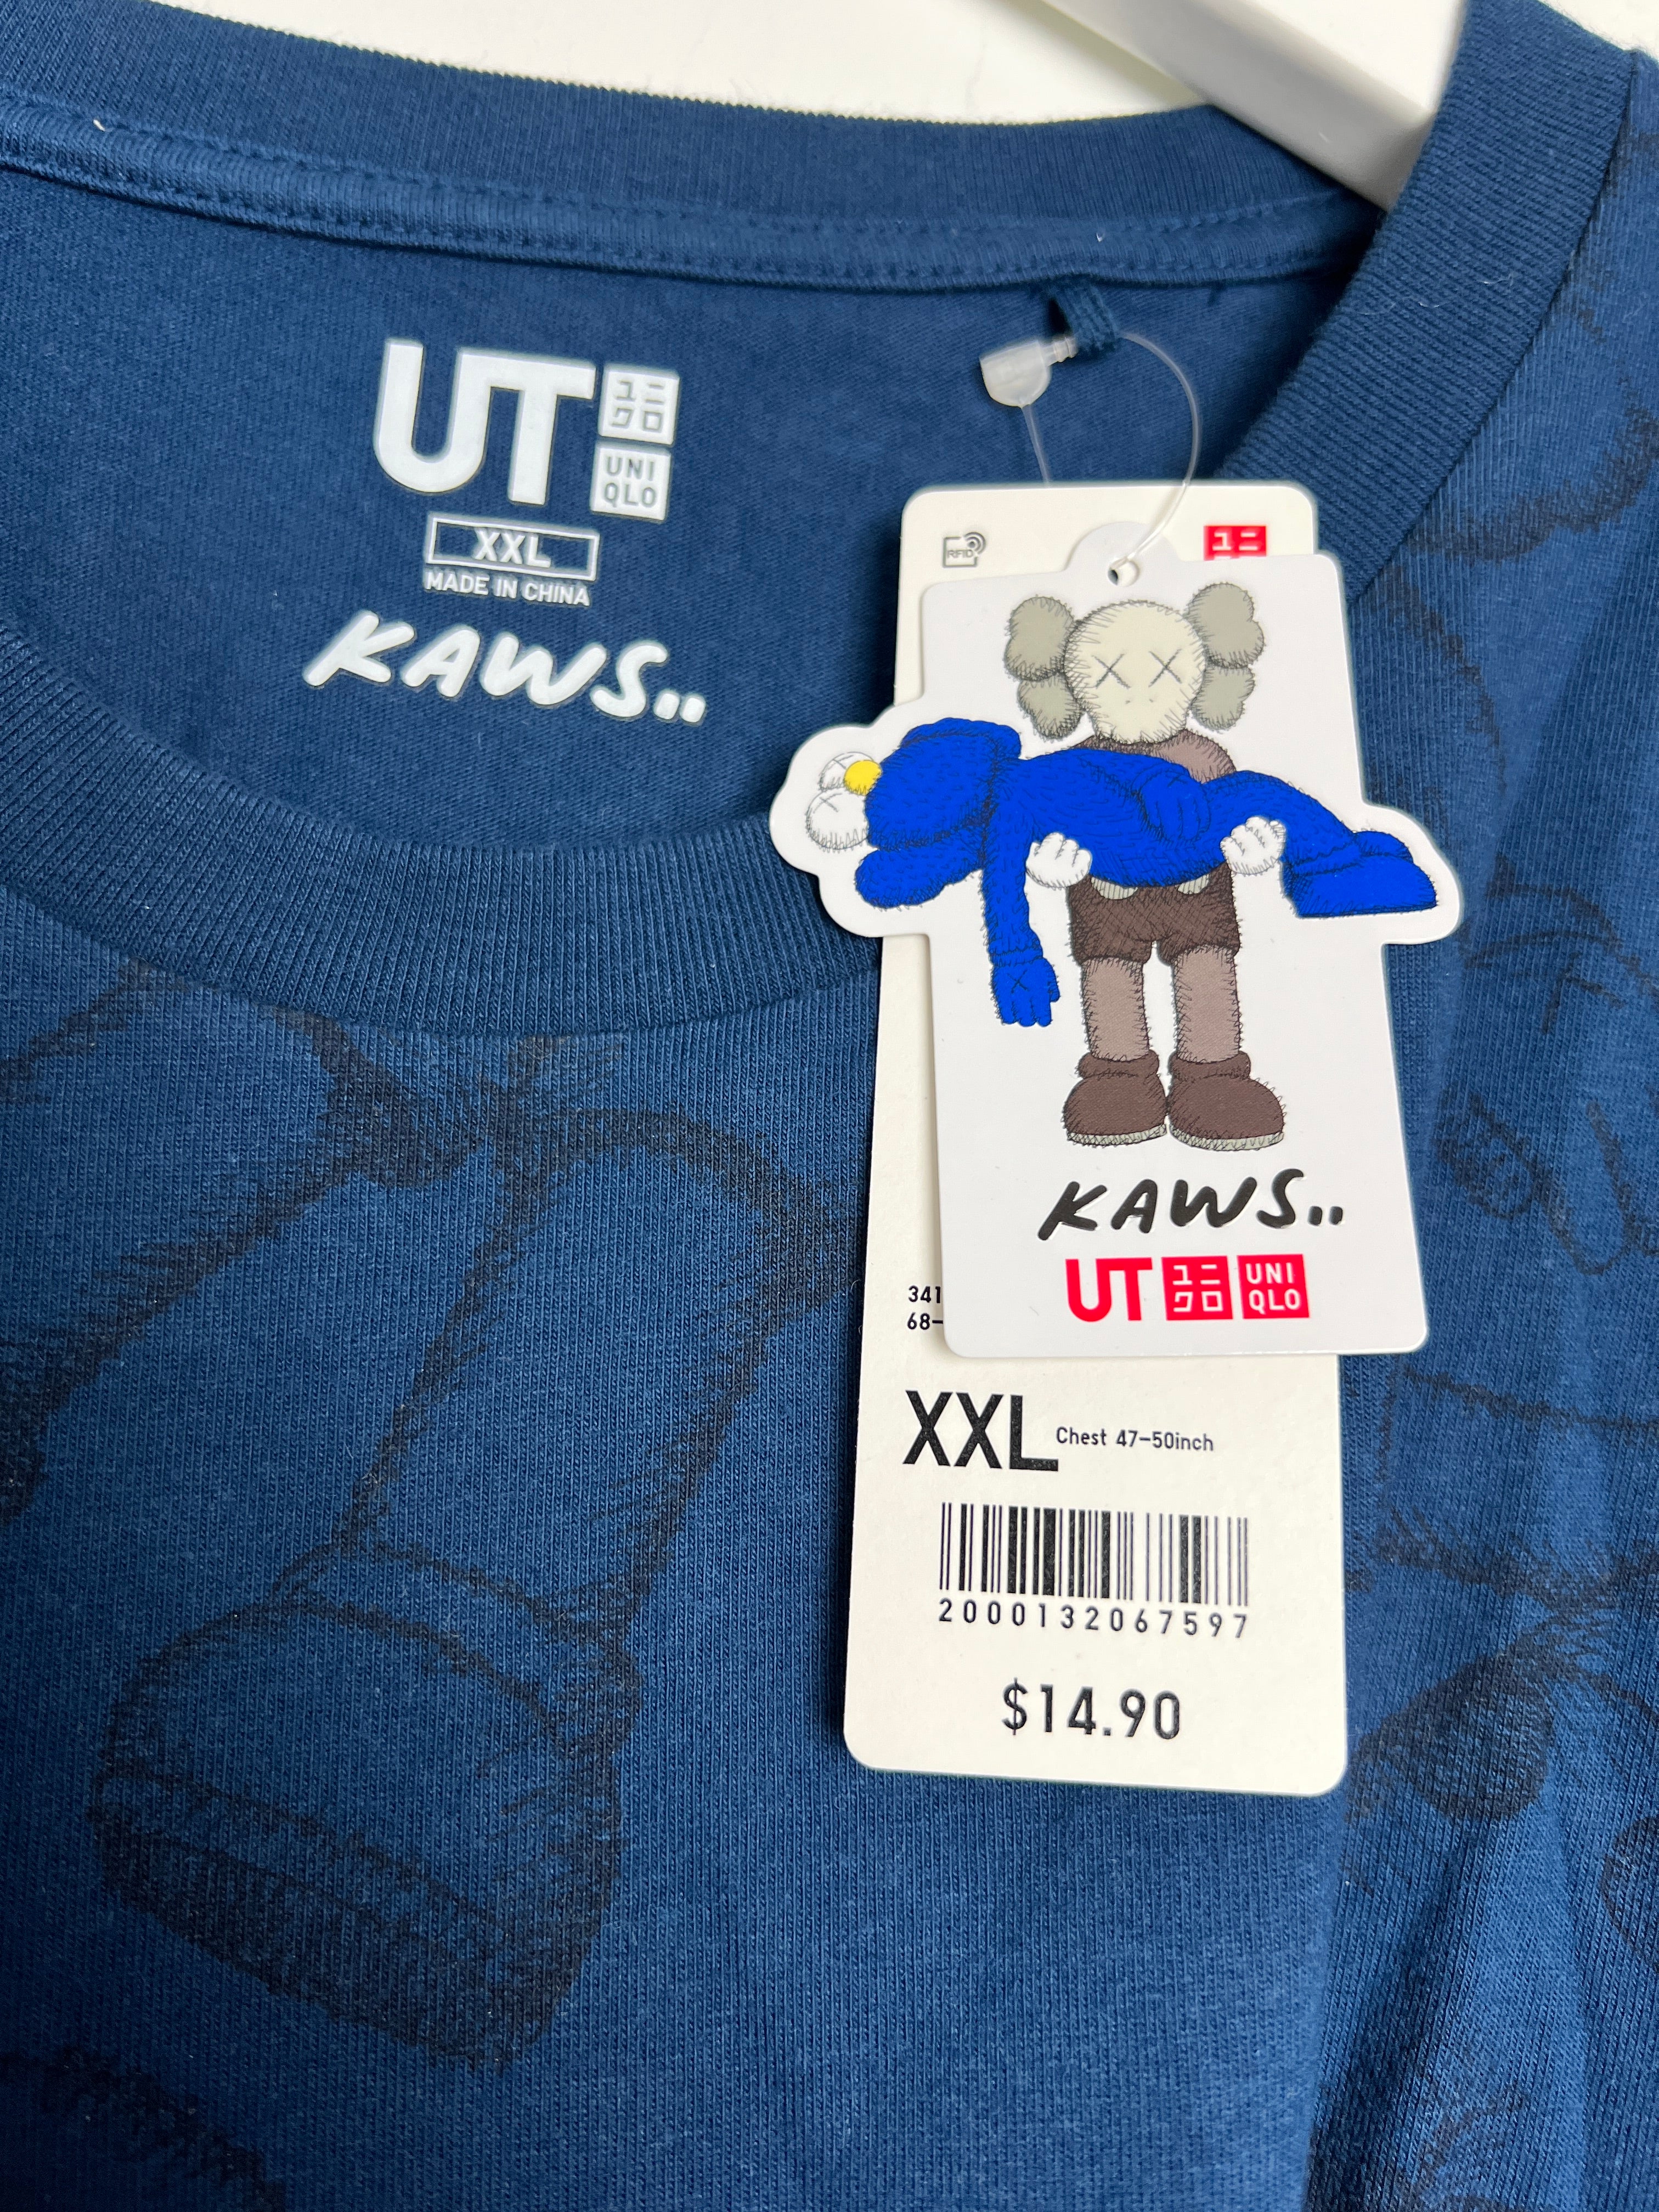 UT ユニ
クロ
UNI
QLO
XXL
MADE IN CHINA
KAWS..
RFID
ユニ
KAWS..
UT ユニ
クロ
UNI
QLO
341
68-
XXL Chest 47-50inch
2000132067597
$14.90